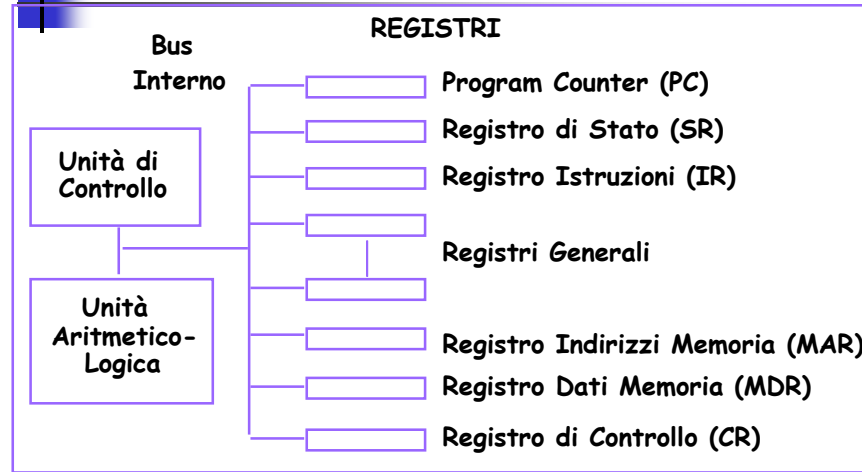 REGISTRI
Bus
Interno
Program Counter (PC)
Registro di Stato (SR)
Registro Istruzioni (IR)
Registri Generali
Registro Indirizzi Memoria (MAR)
Registro Dati Memoria (MDR)
Registro di Controllo (CR)
Unità di
Controllo
Unità
Aritmetico-
Logica